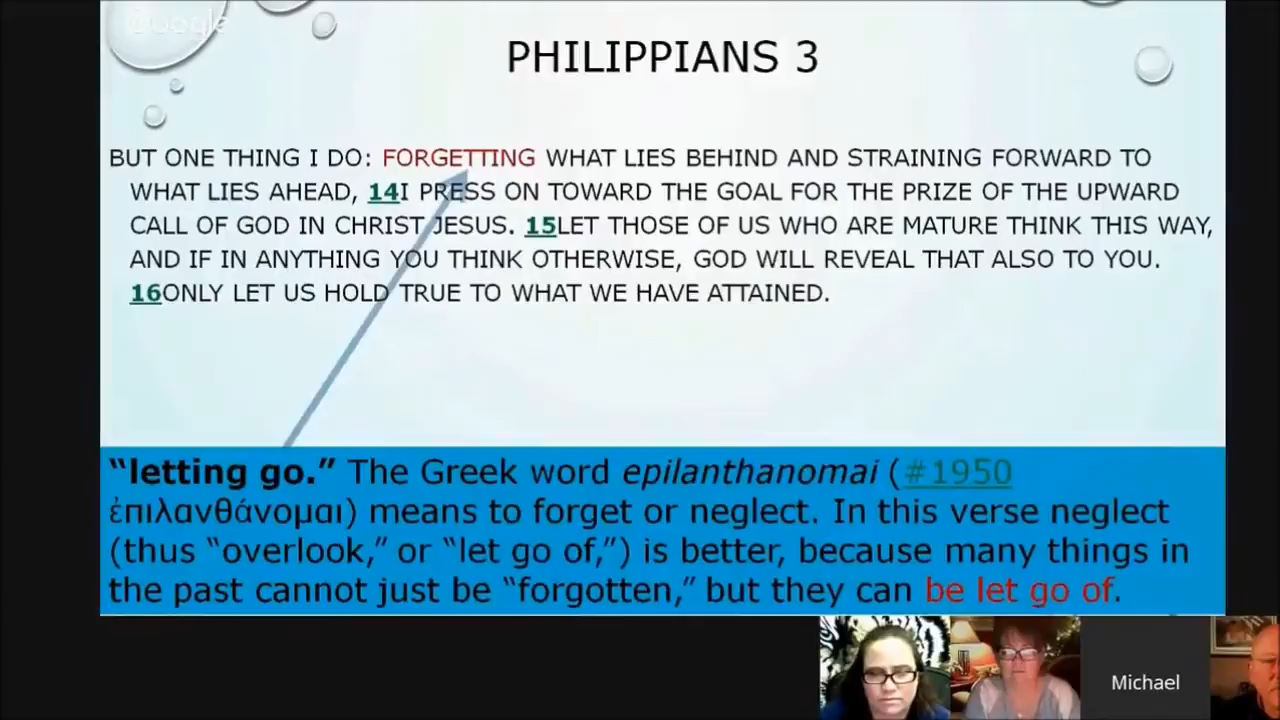 Google
PHILIPPIANS 3
BUT ONE THING I DO: FORGETTING WHAT LIES BEHIND AND STRAINING FORWARD TO
WHAT LIES AHEAD, 14I PRESS ON TOWARD THE GOAL FOR THE PRIZE OF THE UPWARD
CALL OF GOD IN CHRIST JESUS. 15LET THOSE OF US WHO ARE MATURE THINK THIS WAY,
AND IF IN ANYTHING YOU THINK OTHERWISE, GOD WILL REVEAL THAT ALSO TO YOU.
16ONLY LET US HOLD TRUE TO WHAT WE HAVE ATTAINED.
“letting go.” The Greek word epilanthanomai (#1950
ἐπιλανθάνομαι) means to forget or neglect. In this verse neglect
(thus “overlook,” or “let go of,”) is better, because many things in
the past cannot just be “forgotten,” but they can be let go of.
Michael